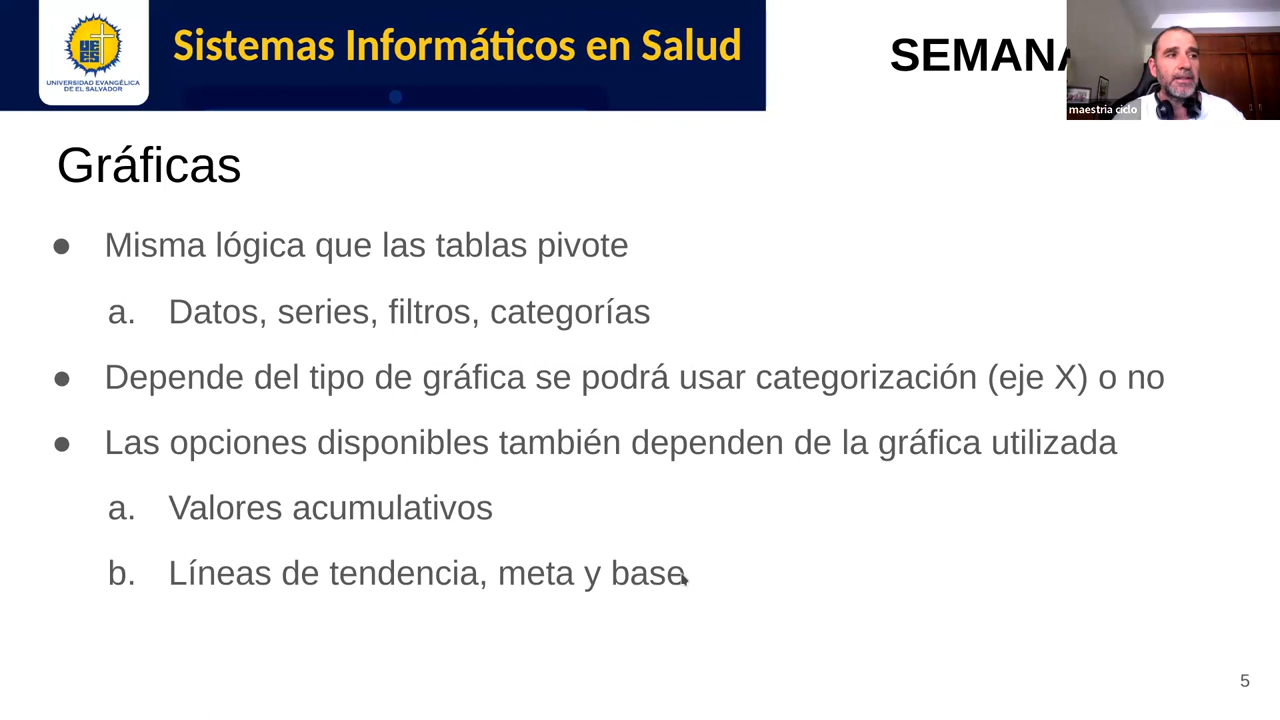 Sistemas Informáticos en Salud
UEES
UNIVERSIDAD EVANGÉLICA
DE EL SALVADOR
SEMANA
maestria ciclo
Gráficas
● Misma lógica que las tablas pivote
a. Datos, series, filtros, categorías
● Depende del tipo de gráfica se podrá usar categorización (eje X) o no
● Las opciones disponibles también dependen de la gráfica utilizada
a. Valores acumulativos
b. Líneas de tendencia, meta y base
5